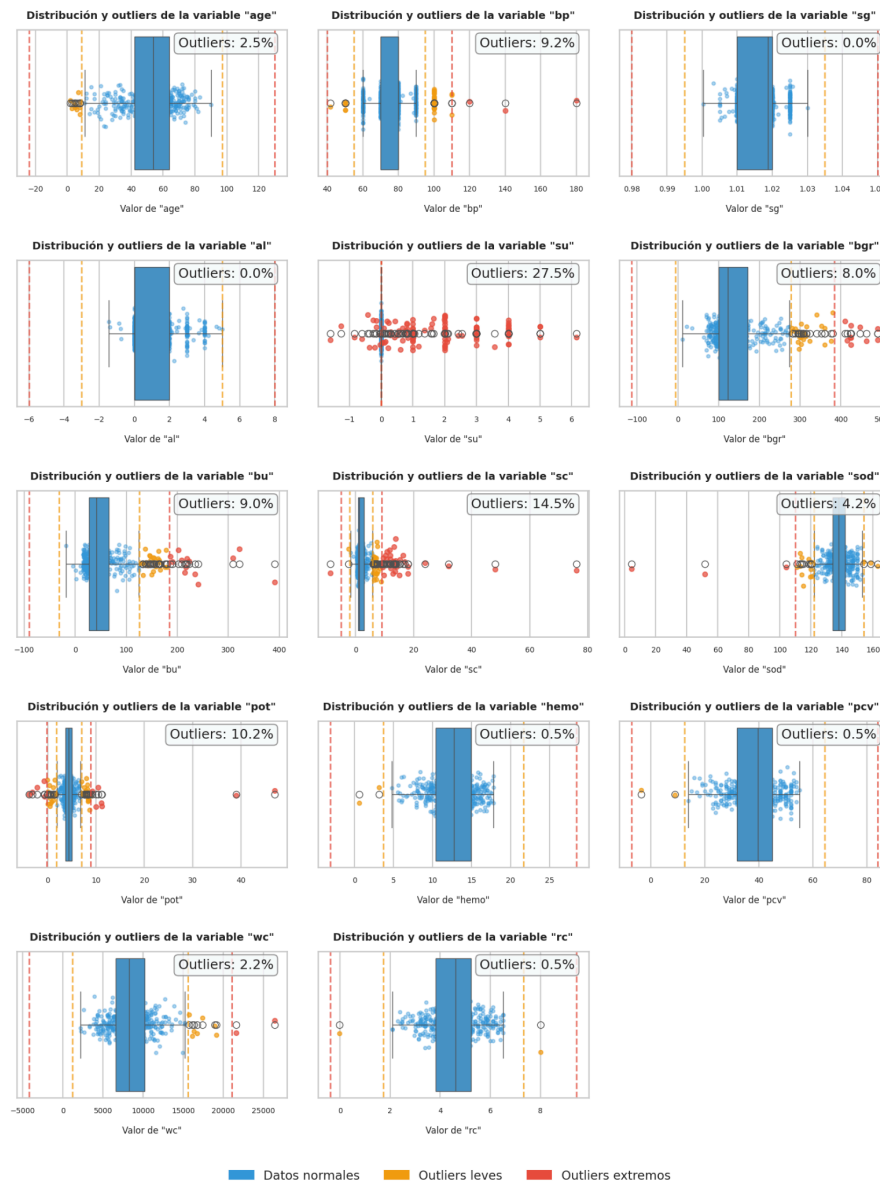 Distribución y outliers de la variable "age"
Outliers: 2.5%
−20 0 20 40 60 80 100 120
Valor de "age"
Distribución y outliers de la variable "bp"
Outliers: 9.2%
40 60 80 100 120 140 160 180
Valor de "bp"
Distribución y outliers de la variable "sg"
Outliers: 0.0%
0.98 0.99 1.00 1.01 1.02 1.03 1.04 1.0
Valor de "sg"
Distribución y outliers de la variable "al"
Outliers: 0.0%
−6 −4 −2 0 2 4 6 8
Valor de "al"
Distribución y outliers de la variable "su"
Outliers: 27.5%
−1 0 1 2 3 4 5 6
Valor de "su"
Distribución y outliers de la variable "bgr"
Outliers: 8.0%
−100 0 100 200 300 400 50
Valor de "bgr"
Distribución y outliers de la variable "bu"
Outliers: 9.0%
−100 0 100 200 300 400
Valor de "bu"
Distribución y outliers de la variable "sc"
Outliers: 14.5%
0 20 40 60 80
Valor de "sc"
Distribución y outliers de la variable "sod"
Outliers: 4.2%
0 20 40 60 80 100 120 140 160
Valor de "sod"
Distribución y outliers de la variable "pot"
Outliers: 10.2%
0 10 20 30 40
Valor de "pot"
Distribución y outliers de la variable "hemo"
Outliers: 0.5%
0 5 10 15 20 25
Valor de "hemo"
Distribución y outliers de la variable "pcv"
Outliers: 0.5%
0 20 40 60 80
Valor de "pcv"
Distribución y outliers de la variable "wc"
Outliers: 2.2%
−5000 0 5000 10000 15000 20000 25000
Valor de "wc"
Distribución y outliers de la variable "rc"
Outliers: 0.5%
0 2 4 6 8
Valor de "rc"
Datos normales Outliers leves Outliers extremos